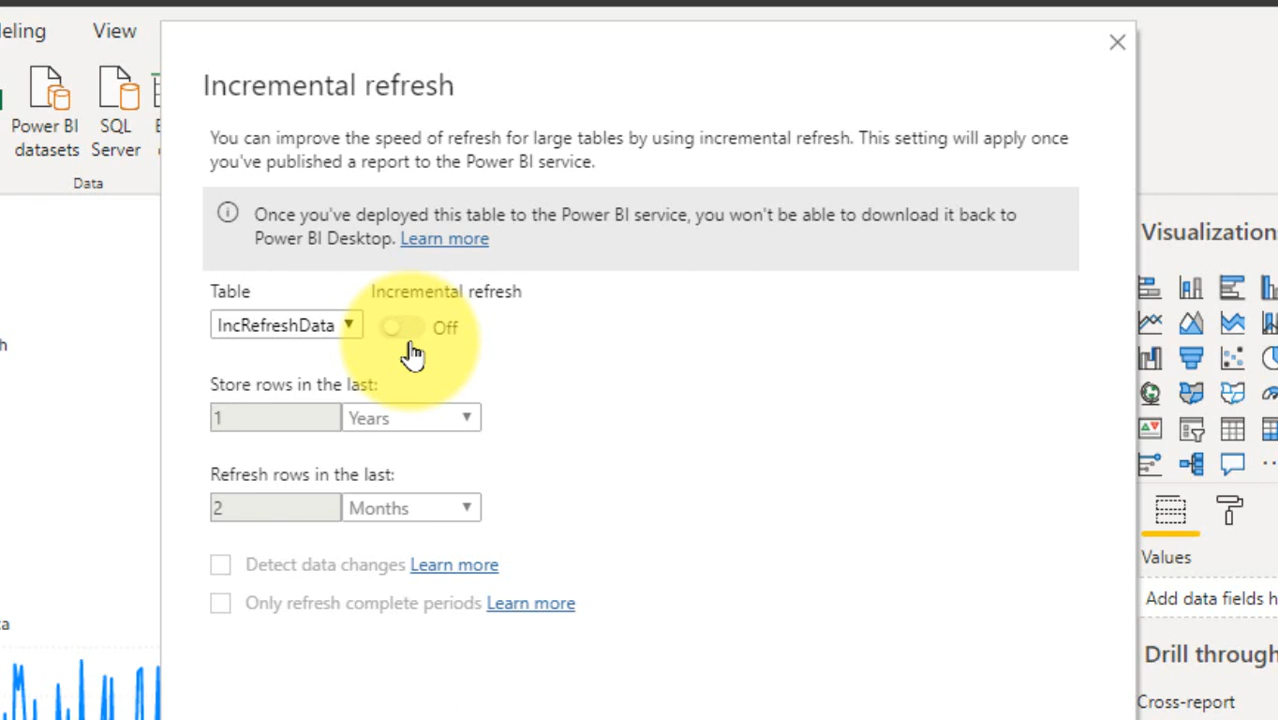 eling View
Power BI
datasets
SQL
Server
Data
Incremental refresh
You can improve the speed of refresh for large tables by using incremental refresh. This setting will apply once
you've published a report to the Power BI service.
Once you've deployed this table to the Power BI service, you won't be able to download it back to
Power BI Desktop. Learn more
Table Incremental refresh
IncRefreshData Off
Store rows in the last:
1 Years
Refresh rows in the last:
2 Months
Detect data changes Learn more
Only refresh complete periods Learn more
Visualization
Values
Add data fields h
Drill through
Cross-report